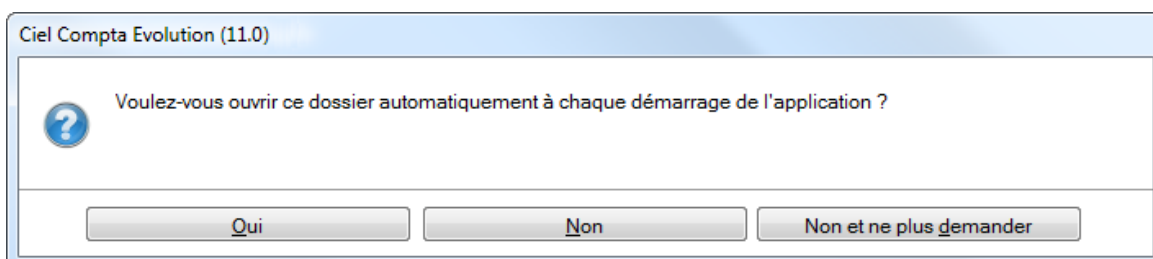 Ciel Compta Evolution (11.0)
Voulez-vous ouvrir ce dossier automatiquement à chaque démarrage de l'application ?
Oui Non Non et ne plus demander